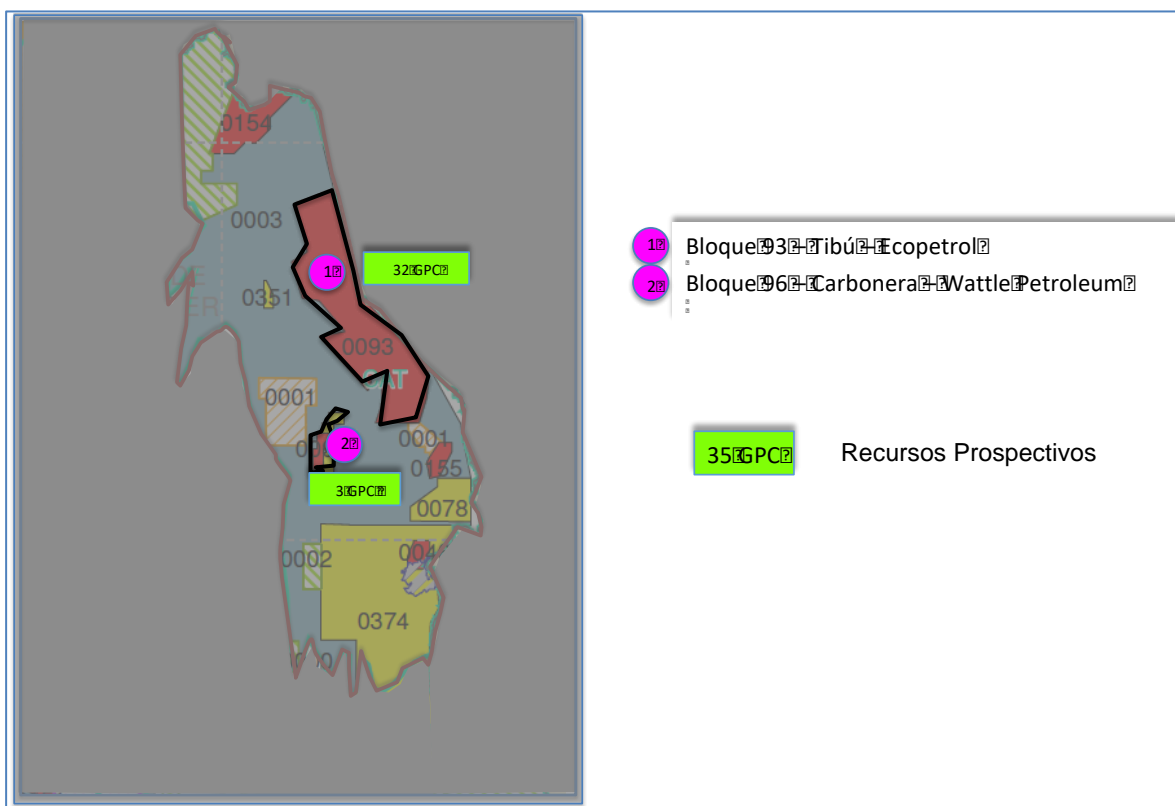 0154
0003
0351
1
32 GPC
0093
CAT
0001
2
0001
0155
3 GPC
0078
0002
0374
1 Bloque 93 – Tibú – Ecopetrol
2 Bloque 96 – Carbonera – Wattle Petroleum
35 GPC Recursos Prospectivos